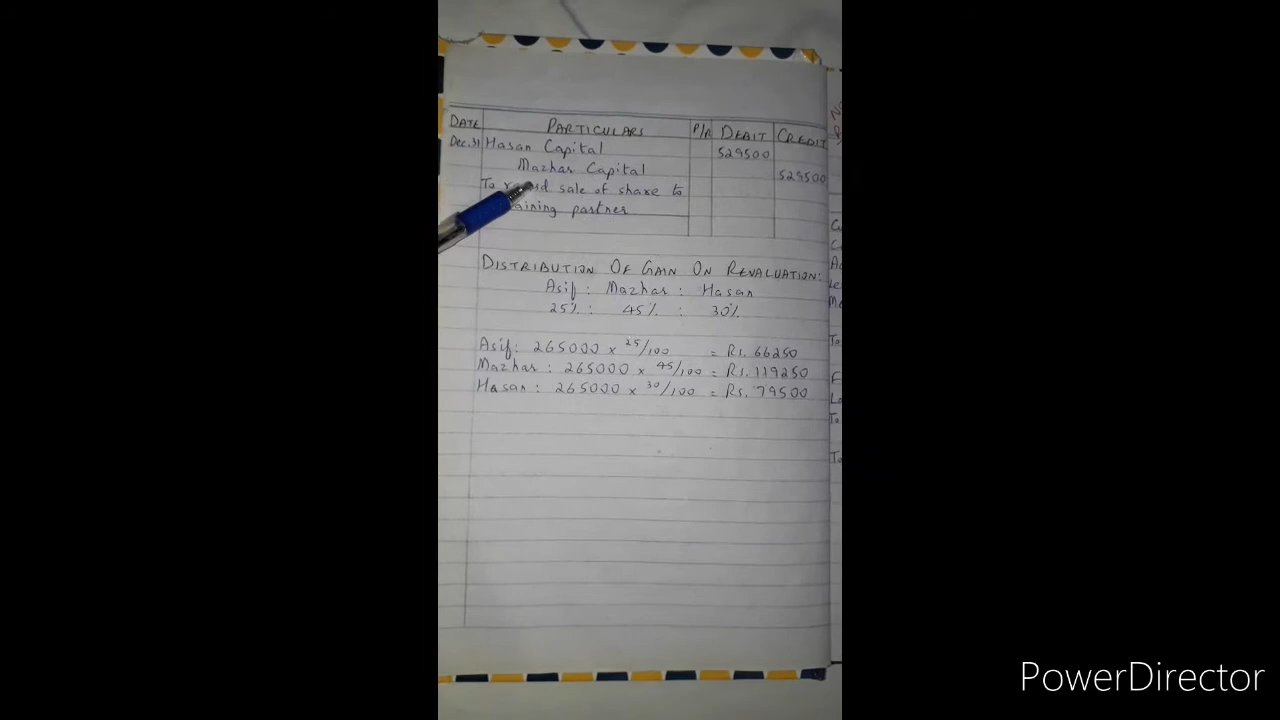 DATE PARTICULARS P/R DEBIT CREDIT
Dec.31 Hasan Capital 529500
Mazhar Capital 529500
To sale of share to
partner
DISTRIBUTION OF GAIN ON REVALUATION:
Asif : Mazhar : Hasan
25% : 45% : 30%
Asif: 265000 x 25/100 = Rs. 66250
Mazhar : 265000 x 45/100 = Rs. 119250
Hasan : 265000 x 30/100 = Rs. 79500
PowerDirector